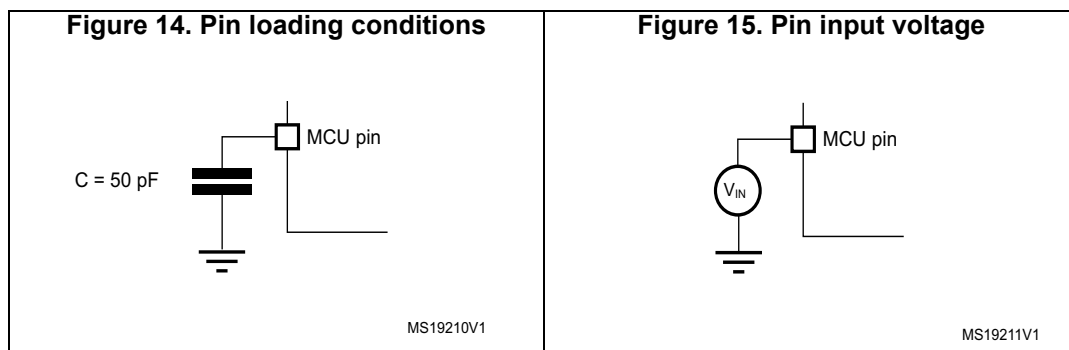 Figure 14. Pin loading conditions
MCU pin
C = 50 pF
MS19210V1
Figure 15. Pin input voltage
MCU pin
VIN
MS19211V1